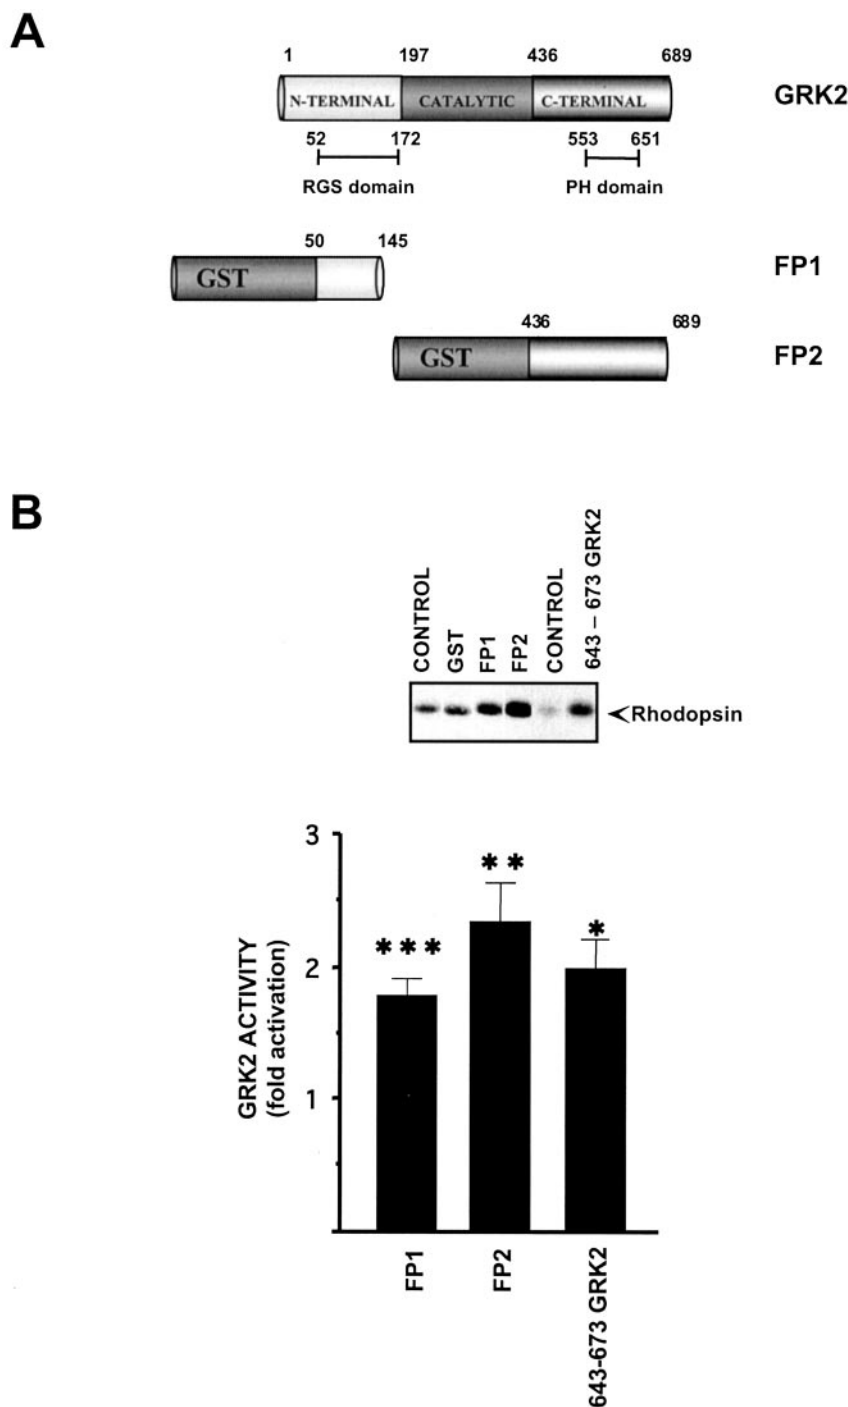 A
1 197 436 689
N-TERMINAL CATALYTIC C-TERMINAL GRK2
52 172 553 651
RGS domain PH domain
50 145
GST FP1
436 689
GST FP2
B
CONTROL
GST
FP1
FP2
CONTROL
643 – 673 GRK2
Rhodopsin
3
2
1
GRK2 ACTIVITY
(fold activation)
***
**
*
FP1
FP2
643-673 GRK2